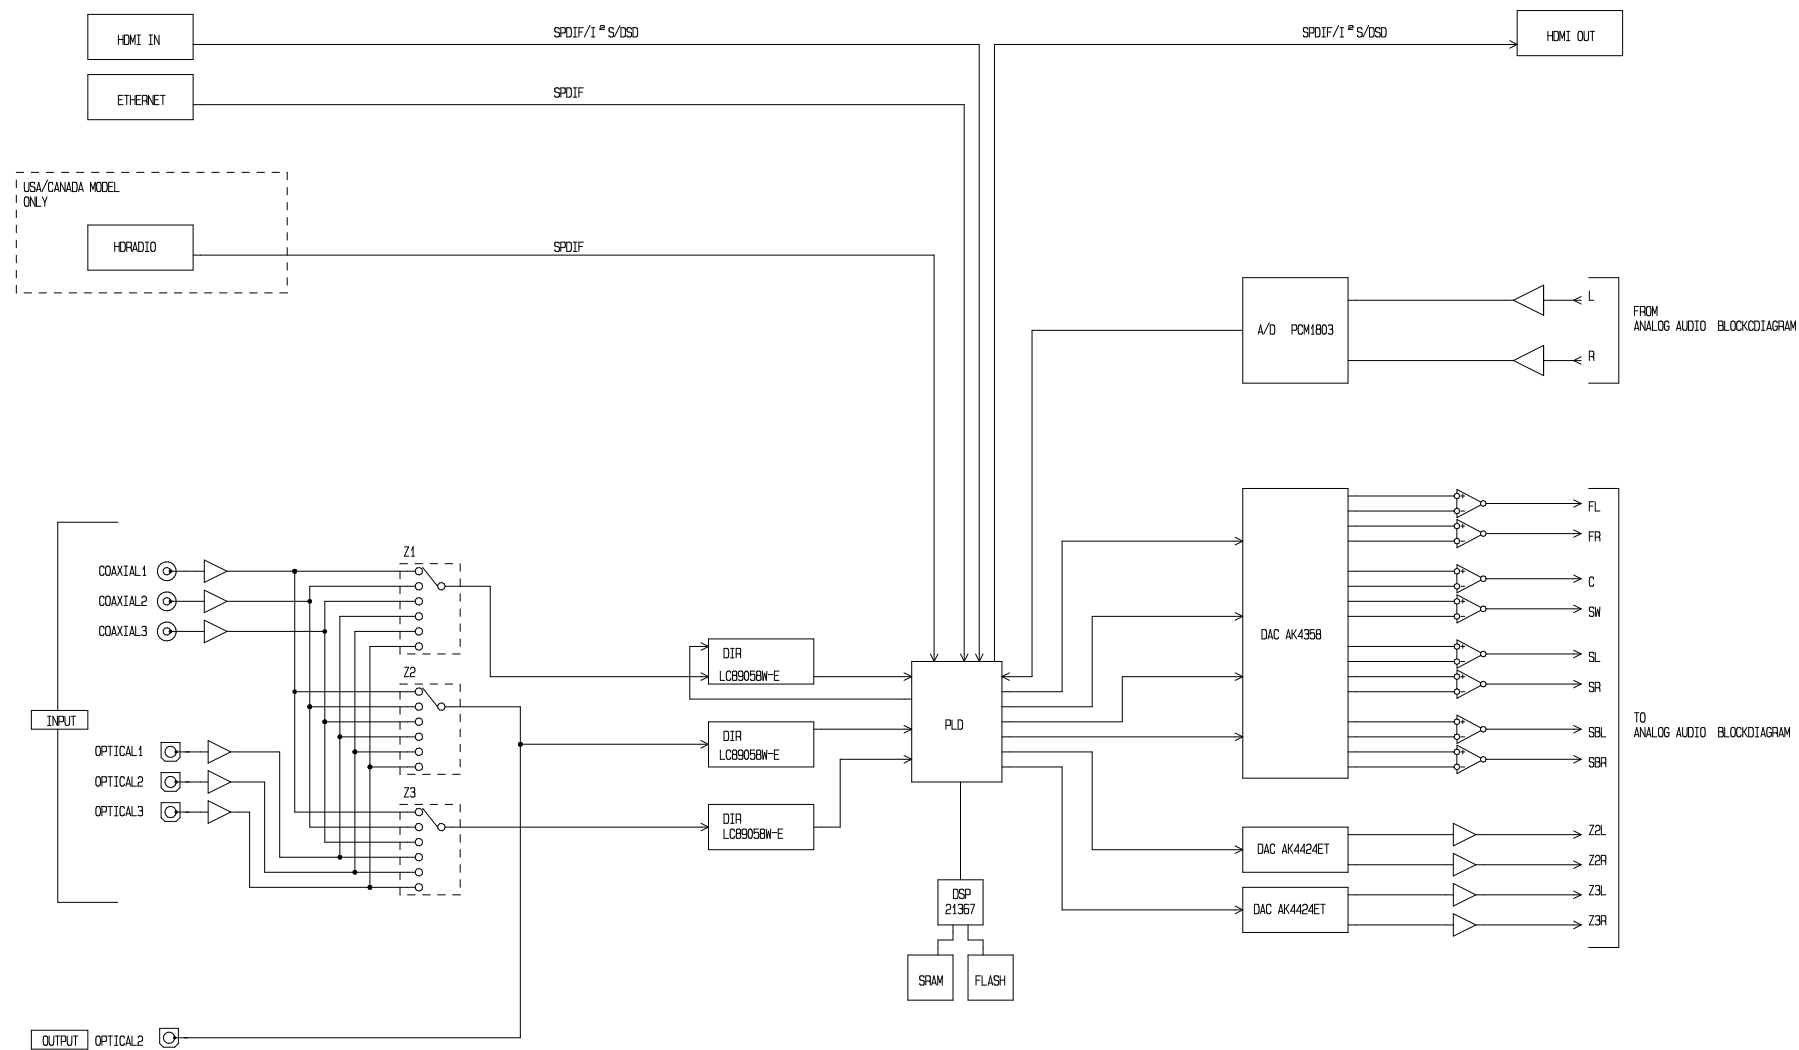 HDMI IN
SPDIF/I²S/DSD
SPDIF/I²S/DSD
HDMI OUT
ETHERNET
SPDIF
USA/CANADA MODEL
ONLY
HDRADIO
SPDIF
A/D PCM1803
L
R
FROM
ANALOG AUDIO BLOCKCDIAGRAM
INPUT
COAXIAL1
COAXIAL2
COAXIAL3
OPTICAL1
OPTICAL2
OPTICAL3
Z1
Z2
Z3
DIR
LC89058W-E
DIR
LC89058W-E
DIR
LC89058W-E
PLD
DSP
21367
SRAM
FLASH
DAC AK4358
+
-
+
-
+
-
+
-
+
-
+
-
+
-
+
-
FL
FR
C
SW
SL
SR
SBL
SBR
TO
ANALOG AUDIO BLOCKDIAGRAM
DAC AK4424ET
DAC AK4424ET
Z2L
Z2R
Z3L
Z3R
OUTPUT
OPTICAL2